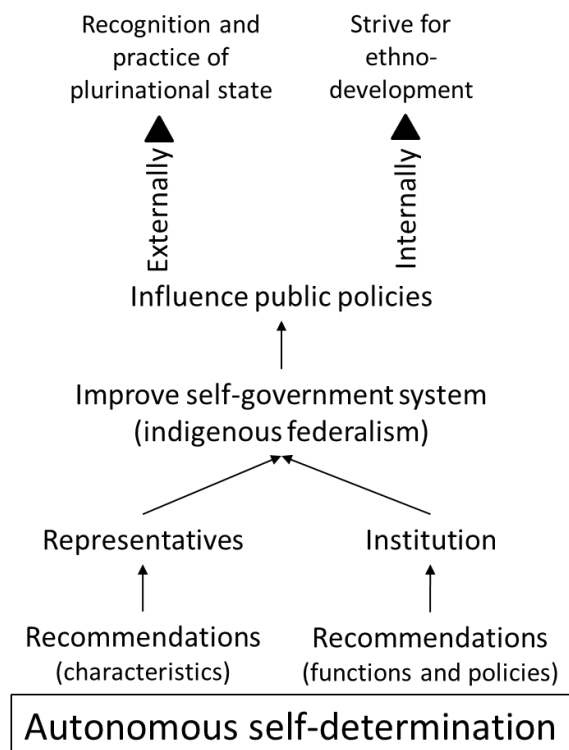 Recognition and
practice of
plurinational state
Strive for
ethno-
development
Externally
Internally
Influence public policies
Improve self-government system
(indigenous federalism)
Representatives
Institution
Recommendations
(characteristics)
Recommendations
(functions and policies)
Autonomous self-determination